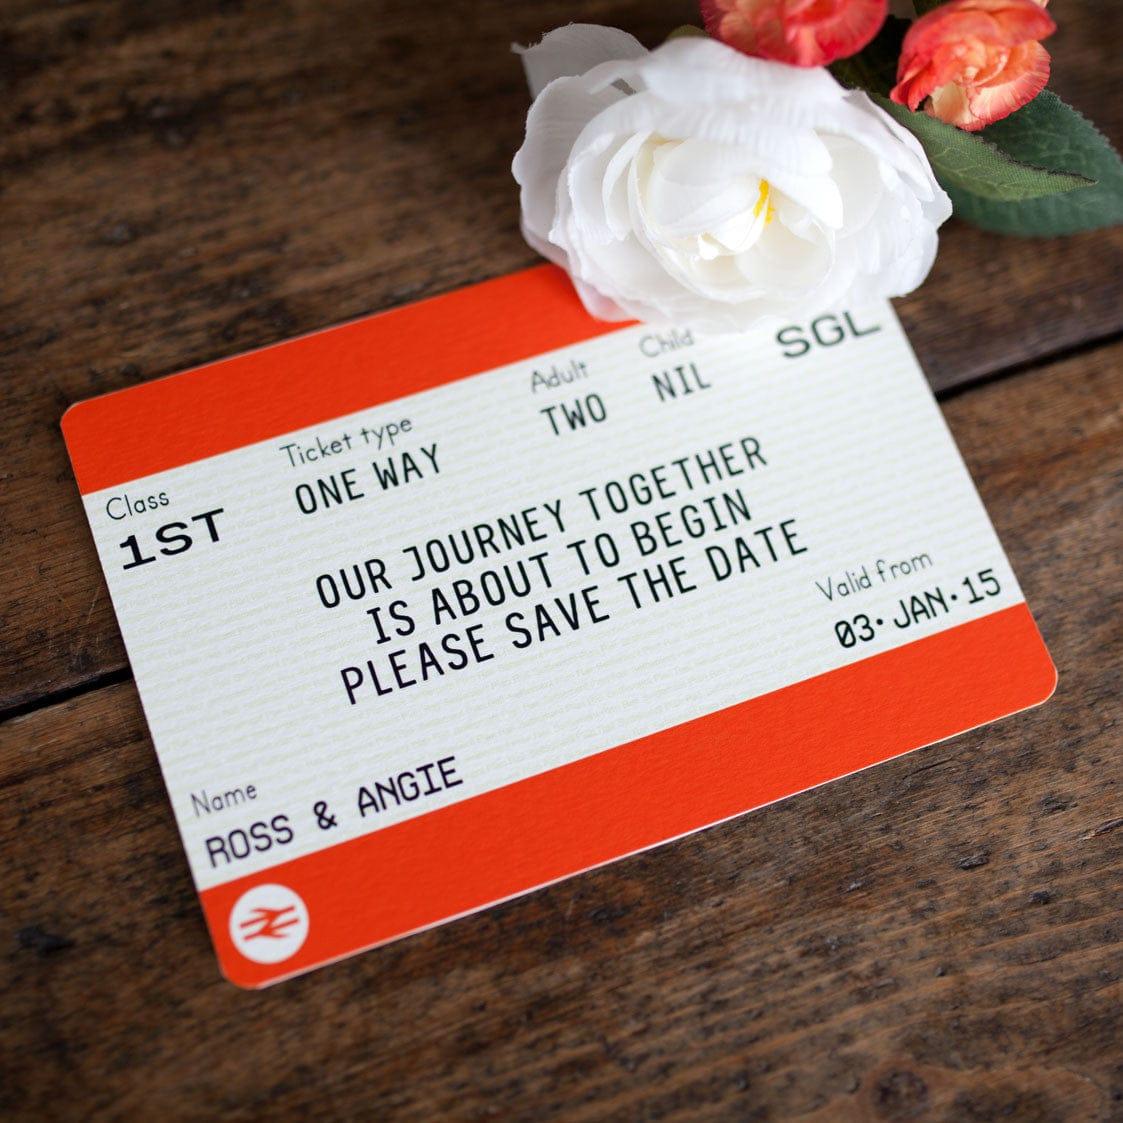 Class
1ST
Ticket type
ONE WAY
Adult
TWO
Child
NIL
SGL
OUR JOURNEY TOGETHER
IS ABOUT TO BEGIN
PLEASE SAVE THE DATE
Valid from
03·JAN·15
Name
ROSS & ANGIE